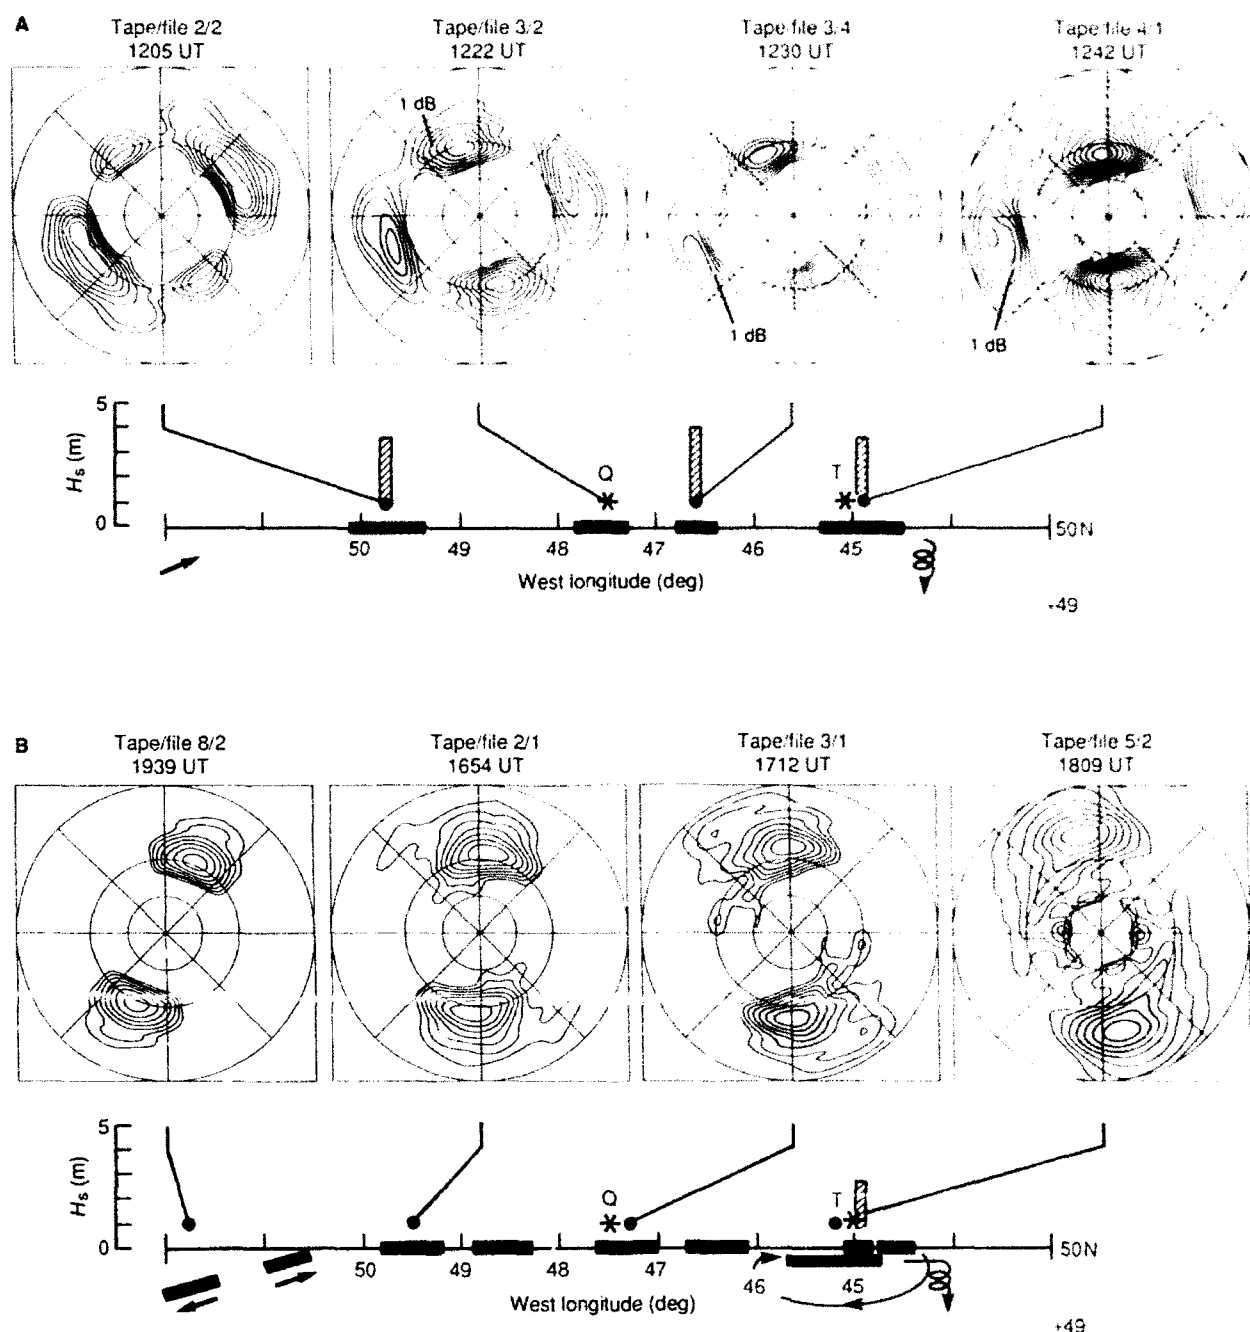 A
Tape/file 2/2
1205 UT
Tape/file 3/2
1222 UT
Tape/file 3/4
1230 UT
Tape/file 4/1
1242 UT
1 dB
1 dB
1 dB
5
0
Hs (m)
Q
T
50 49 48 47 46 45
50N
West longitude (deg)
+49
B
Tape/file 8/2
1939 UT
Tape/file 2/1
1654 UT
Tape/file 3/1
1712 UT
Tape/file 5/2
1809 UT
5
0
Hs (m)
Q
T
50 49 48 47 46 45
50N
West longitude (deg)
+49